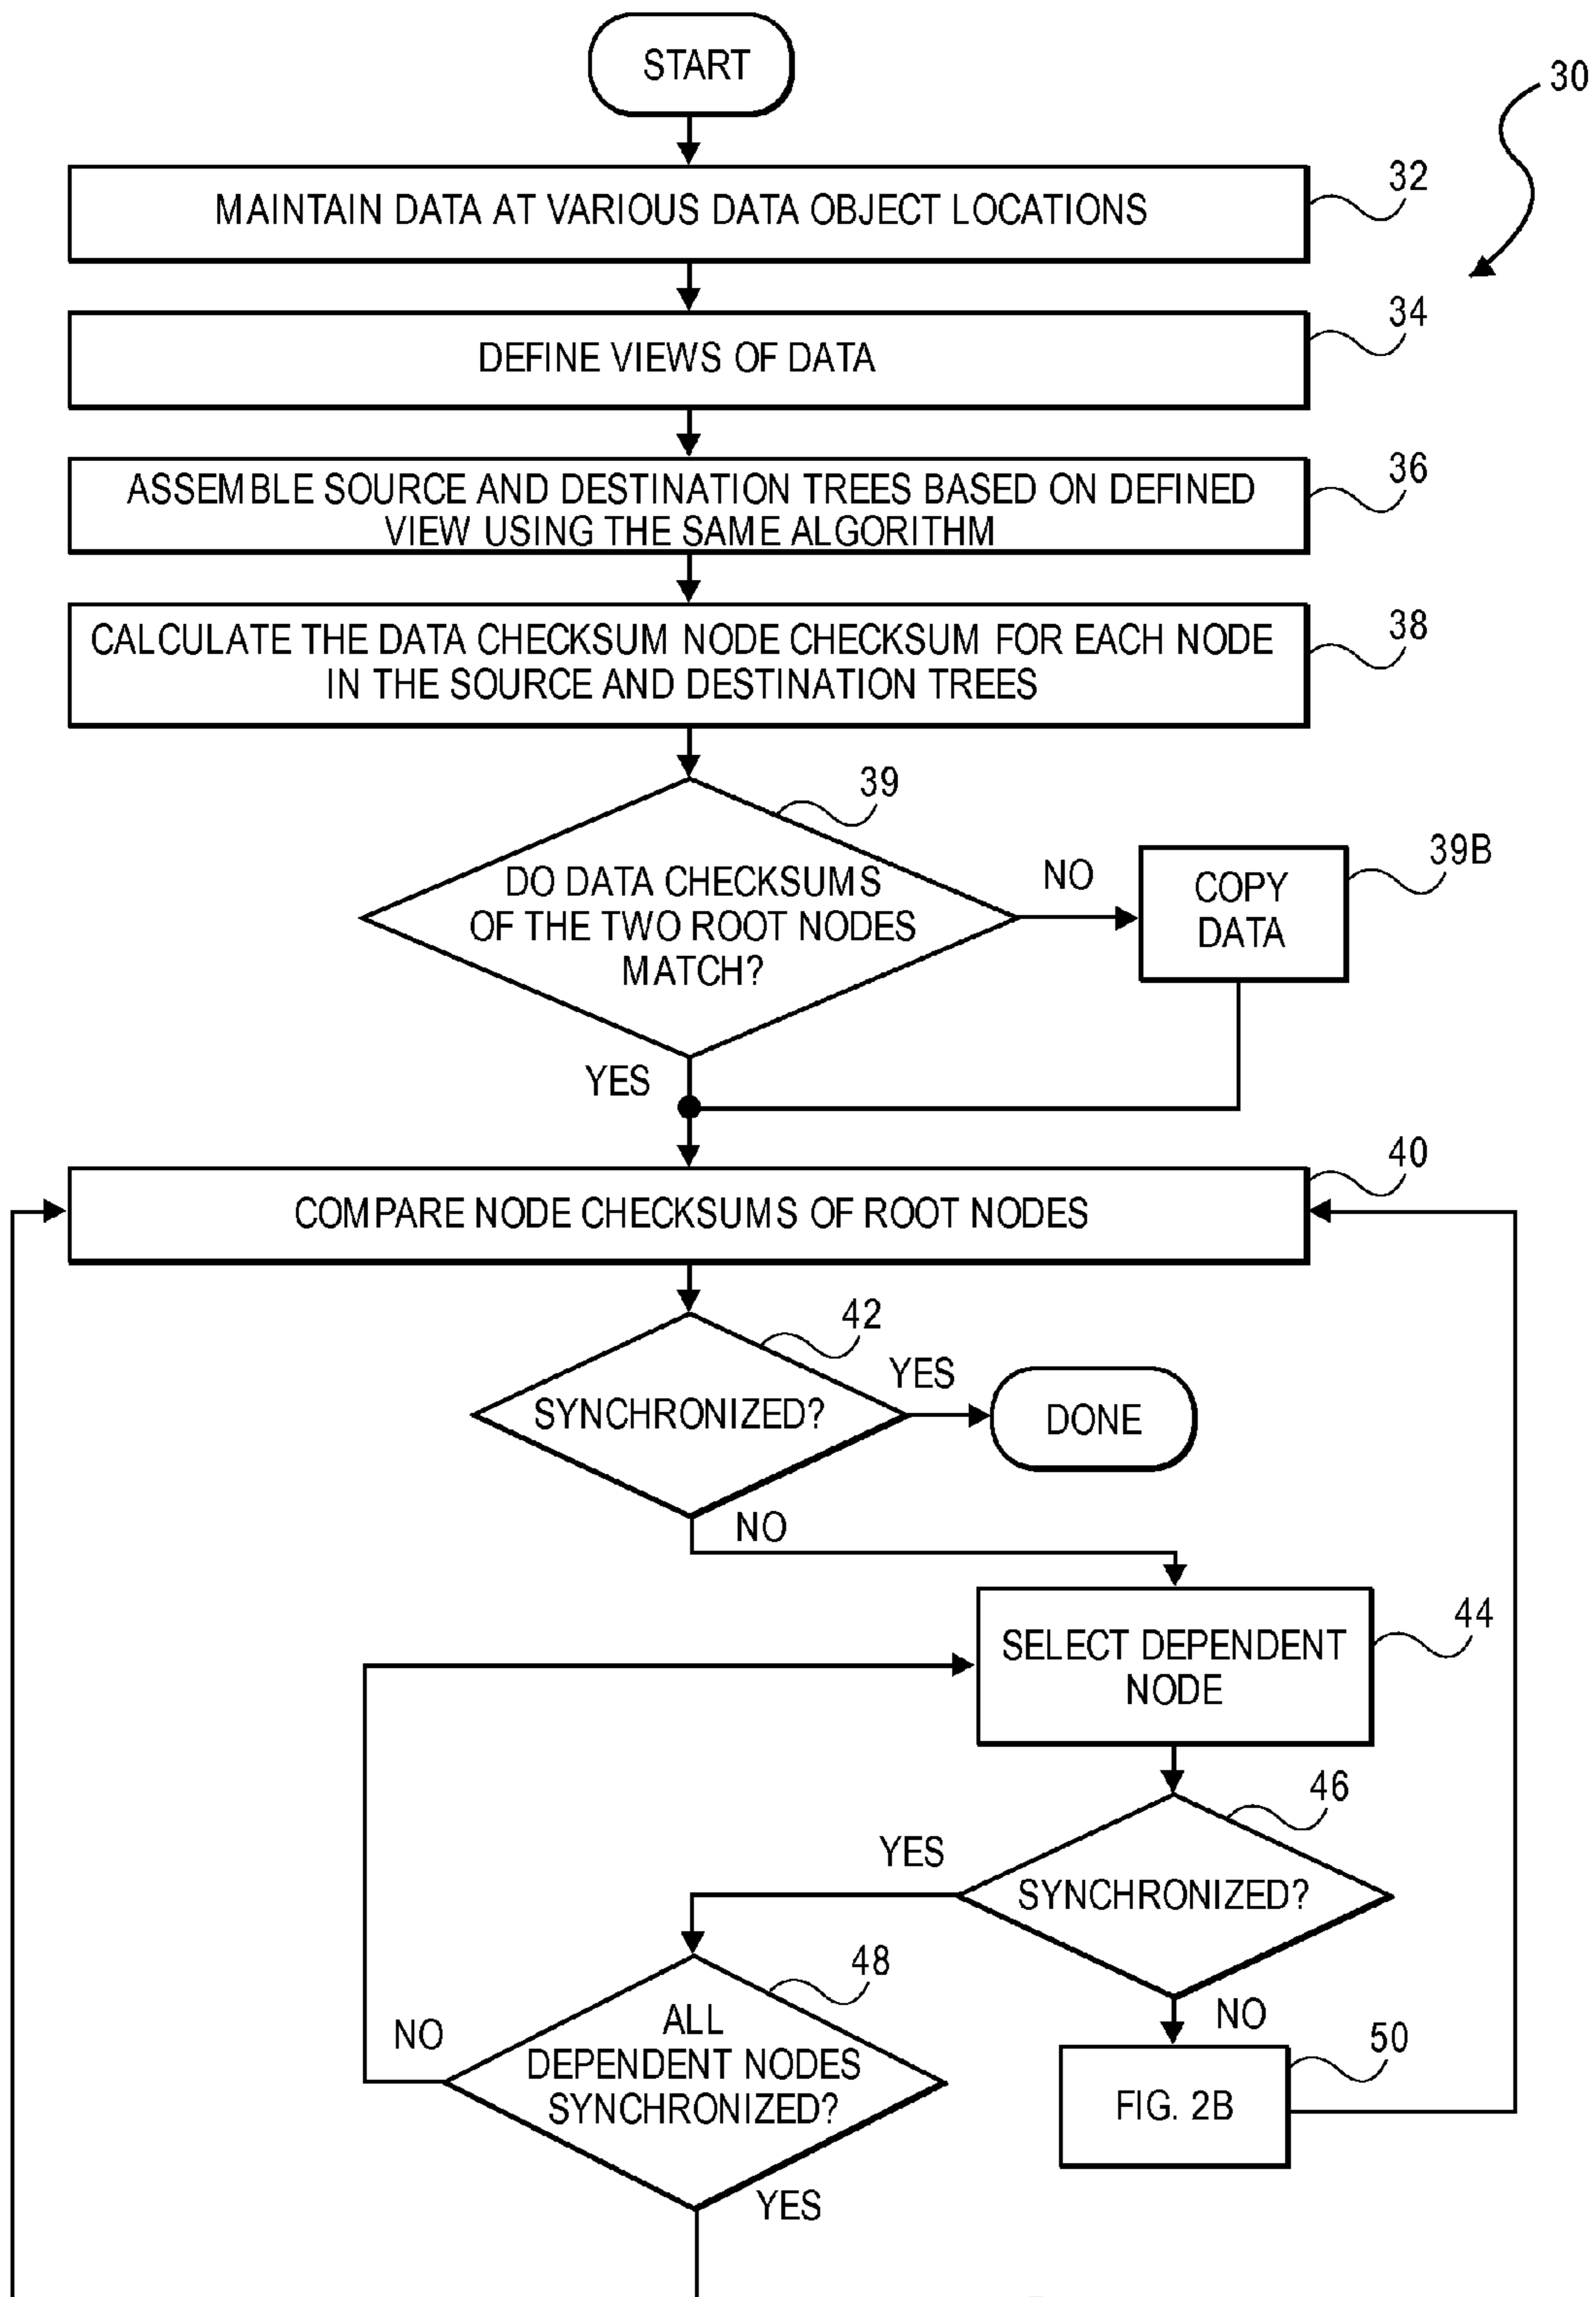 START
30
MAINTAIN DATA AT VARIOUS DATA OBJECT LOCATIONS
32
DEFINE VIEWS OF DATA
34
ASSEMBLE SOURCE AND DESTINATION TREES BASED ON DEFINED
VIEW USING THE SAME ALGORITHM
36
CALCULATE THE DATA CHECKSUM NODE CHECKSUM FOR EACH NODE
IN THE SOURCE AND DESTINATION TREES
38
39
DO DATA CHECKSUMS
OF THE TWO ROOT NODES
MATCH?
NO
COPY
DATA
39B
YES
COMPARE NODE CHECKSUMS OF ROOT NODES
40
42
SYNCHRONIZED?
YES
DONE
NO
SELECT DEPENDENT
NODE
44
46
SYNCHRONIZED?
YES
48
ALL
DEPENDENT NODES
SYNCHRONIZED?
NO
NO
FIG. 2B
50
YES